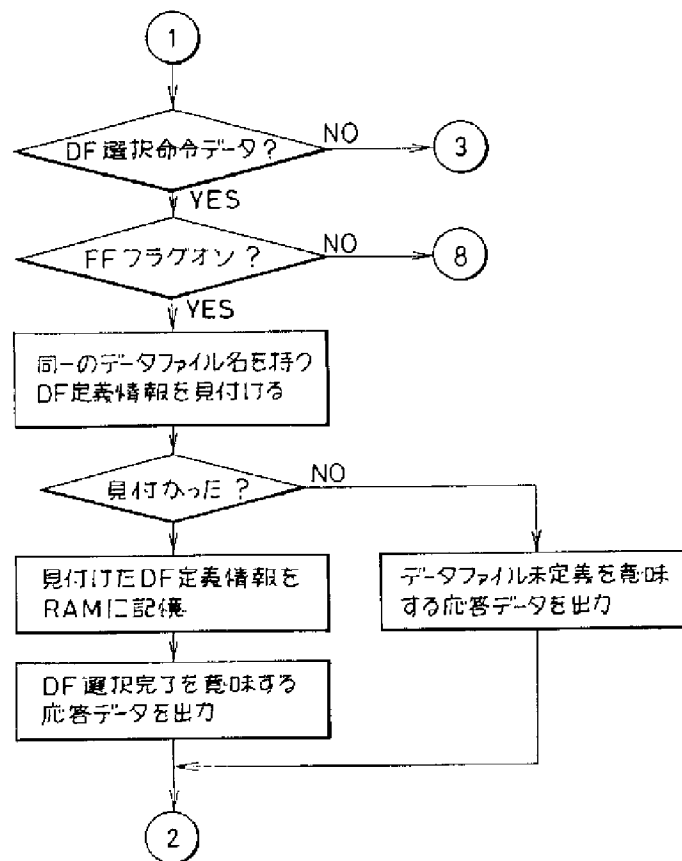 1
DF選択命令データ?
NO
3
YES
FFフラグオン?
NO
8
YES
同一のデータファイル名を持つ
DF定義情報を見付ける
見付かった?
NO
見付けたDF定義情報を
RAMに記憶
データファイル未定義を意味
する応答データを出力
DF選択完了を意味する
応答データを出力
2